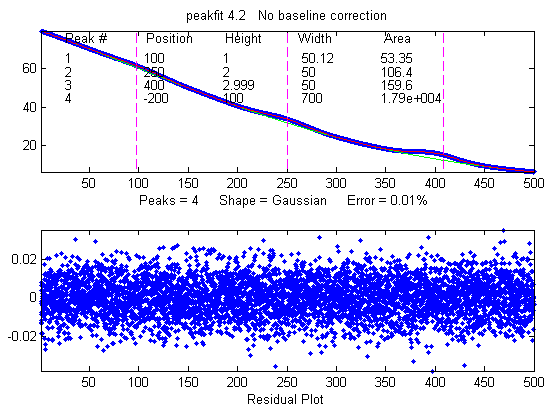 peakfit 4.2   No baseline correction
Peak #   Position   Height   Width   Area
1   100   1   50.12   53.35
2   250   2   50   106.4
3   400   2.999   50   159.6
4   -200   100   700   1.79e+004
60
40
20
50 100 150 200 250 300 350 400 450 500
Peaks = 4   Shape = Gaussian   Error = 0.01%
0.02
0
-0.02
50 100 150 200 250 300 350 400 450 500
Residual Plot